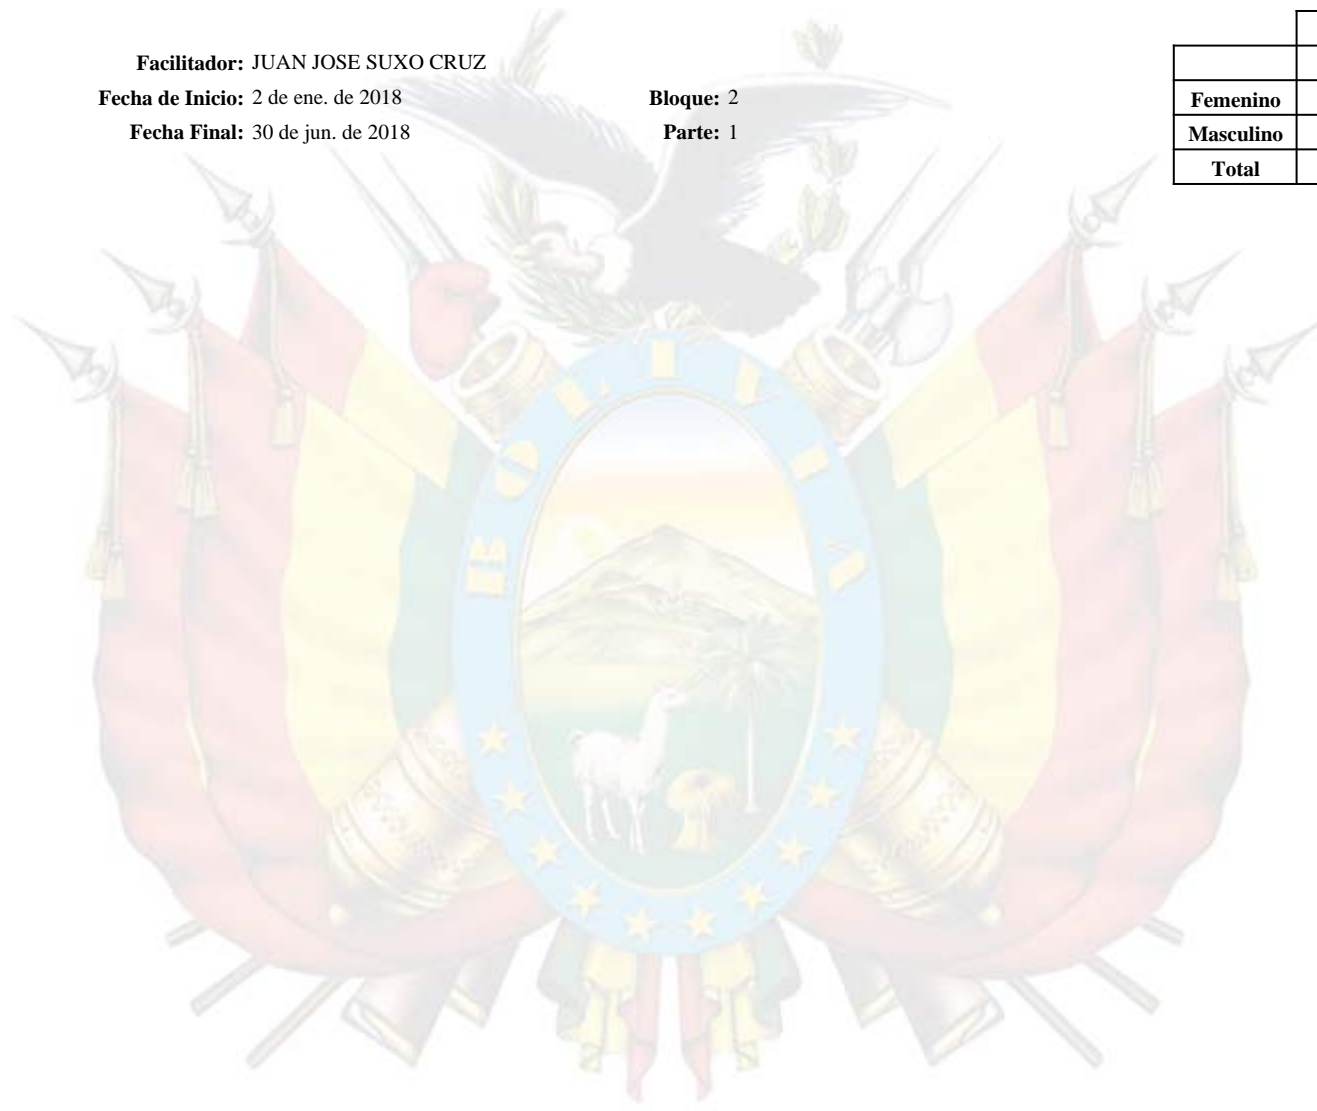 Facilitador: JUAN JOSE SUXO CRUZ
Fecha de Inicio: 2 de ene. de 2018 Bloque: 2
Fecha Final: 30 de jun. de 2018 Parte: 1
Femenino
Masculino
Total
BOLIVIA